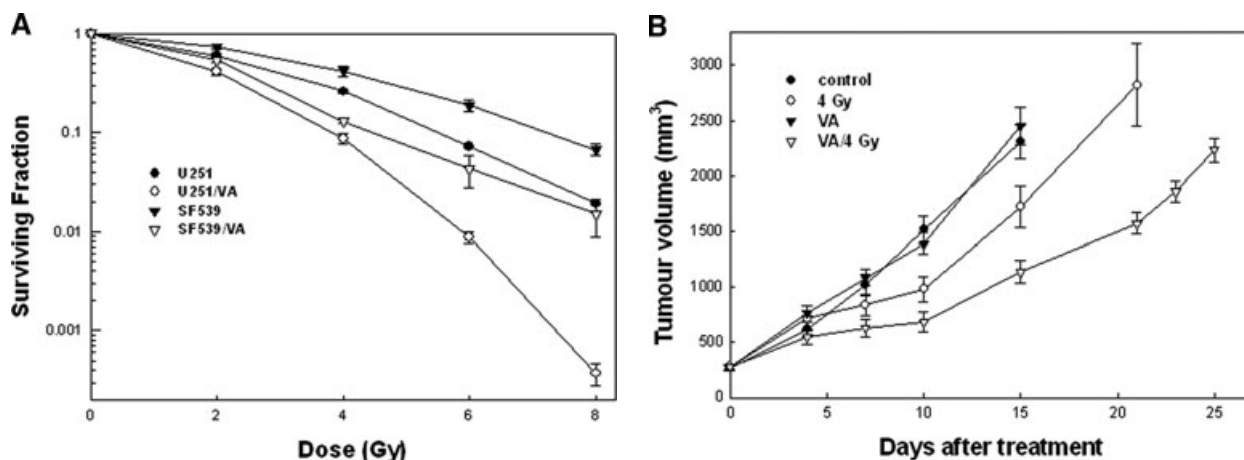 A
Surviving Fraction
1
0.1
0.01
0.001
U251
U251/VA
SF539
SF539/VA
0 2 4 6 8
Dose (Gy)
B
Tumour volume (mm³)
3000
2500
2000
1500
1000
500
0
control
4 Gy
VA
VA/4 Gy
0 5 10 15 20 25
Days after treatment